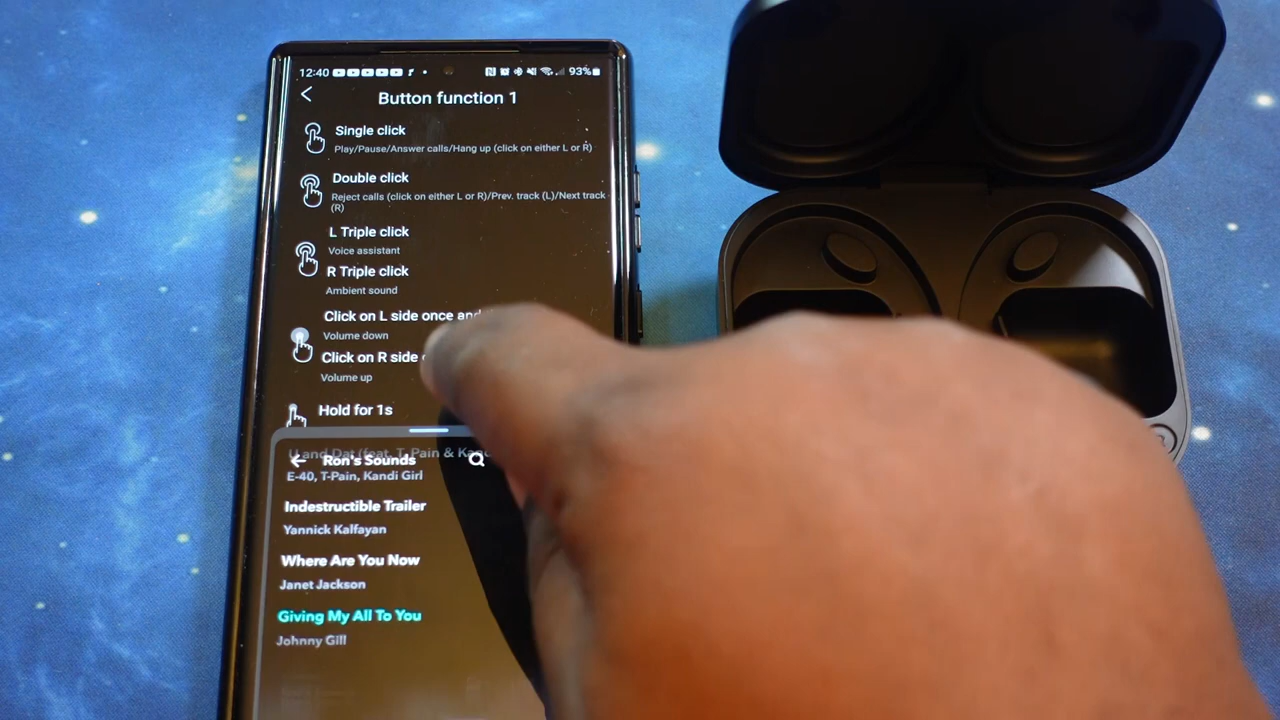 12:40 93%
Button function 1
Single click
Play/Pause/Answer calls/Hang up (click on either L or R)
Double click
Reject calls (click on either L or R)/Prev. track (L)/Next track
(R)
L Triple click
Voice assistant
R Triple click
Ambient sound
Click on L side once and
Volume down
Click on R side
Volume up
Hold for 1s
U and Dat (feat. T-Pain &
Ron's Sounds
E-40, T-Pain, Kandi Girl
Indestructible Trailer
Yannick Kalfayan
Where Are You Now
Janet Jackson
Giving My All To You
Johnny Gill